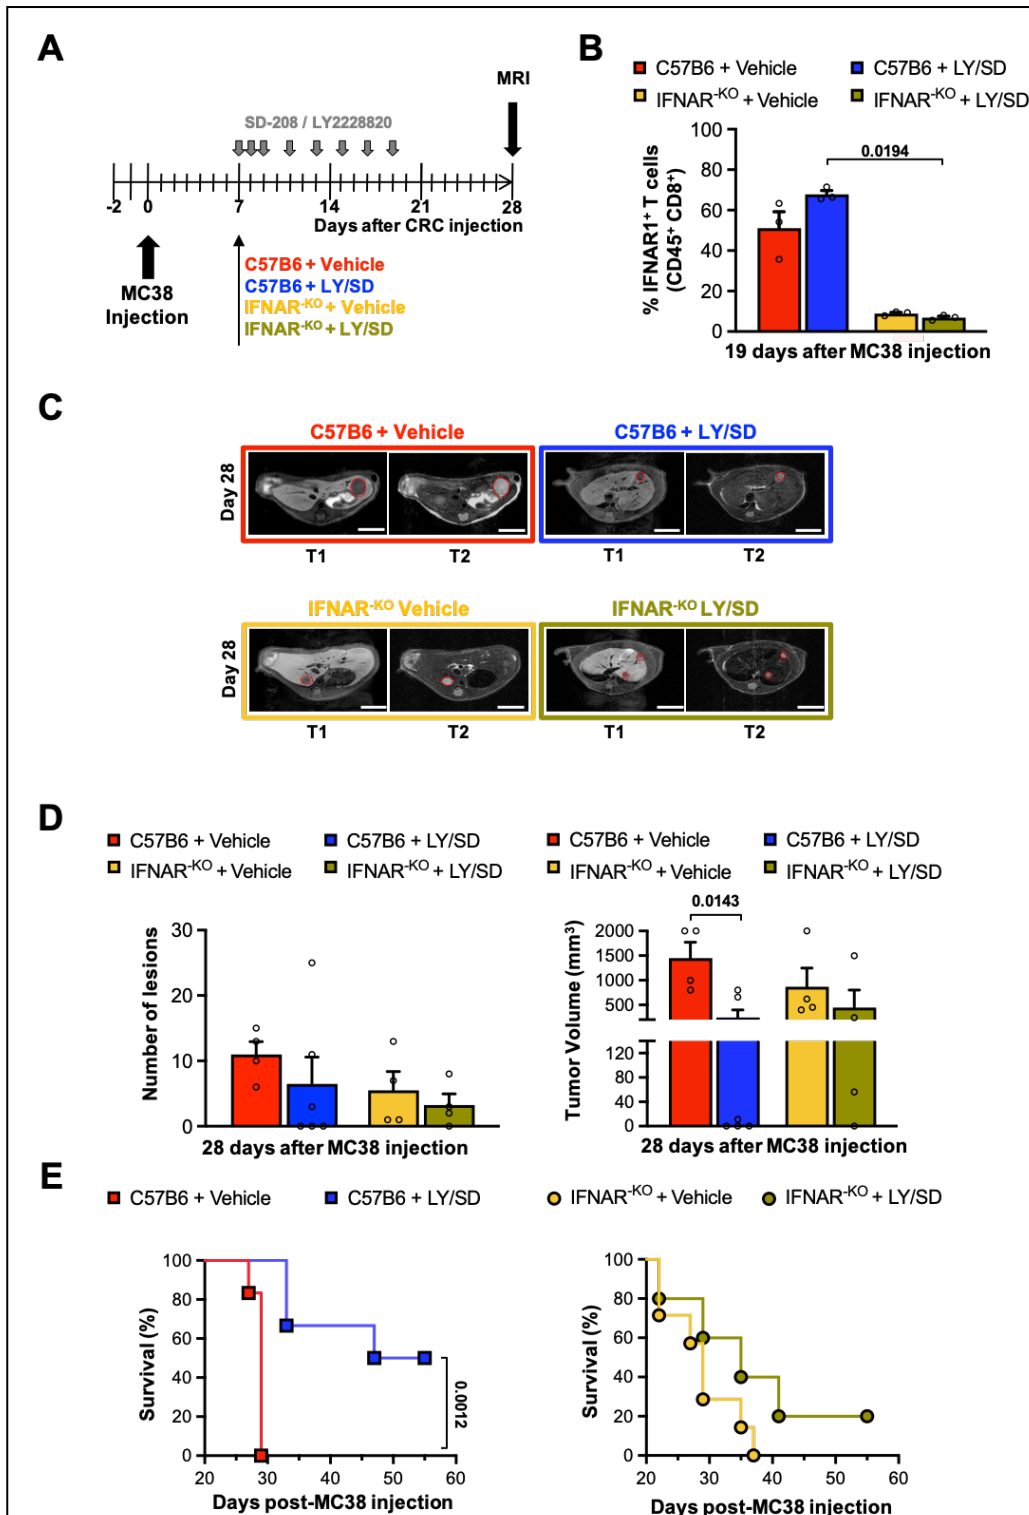 A
MRI
SD-208 / LY2228820
-2 0 7 14 21 28
Days after CRC injection
MC38
Injection
C57B6 + Vehicle
C57B6 + LY/SD
IFNAR-KO + Vehicle
IFNAR-KO + LY/SD
B
C57B6 + Vehicle
C57B6 + LY/SD
IFNAR-KO + Vehicle
IFNAR-KO + LY/SD
% IFNAR1+ T cells
(CD45+ CD8+)
100
80
60
40
20
0
0.0194
19 days after MC38 injection
C
C57B6 + Vehicle
C57B6 + LY/SD
Day 28
T1 T2 T1 T2
IFNAR-KO Vehicle
IFNAR-KO LY/SD
Day 28
T1 T2 T1 T2
D
C57B6 + Vehicle
C57B6 + LY/SD
IFNAR-KO + Vehicle
IFNAR-KO + LY/SD
Number of lesions
30
20
10
0
28 days after MC38 injection
C57B6 + Vehicle
C57B6 + LY/SD
IFNAR-KO + Vehicle
IFNAR-KO + LY/SD
Tumor Volume (mm3)
0.0143
2000
1500
1000
500
120
80
40
0
28 days after MC38 injection
E
C57B6 + Vehicle
C57B6 + LY/SD
Survival (%)
100
80
60
40
20
0
0.0012
20 30 40 50 60
Days post-MC38 injection
IFNAR-KO + Vehicle
IFNAR-KO + LY/SD
Survival (%)
100
80
60
40
20
0
20 30 40 50 60
Days post-MC38 injection